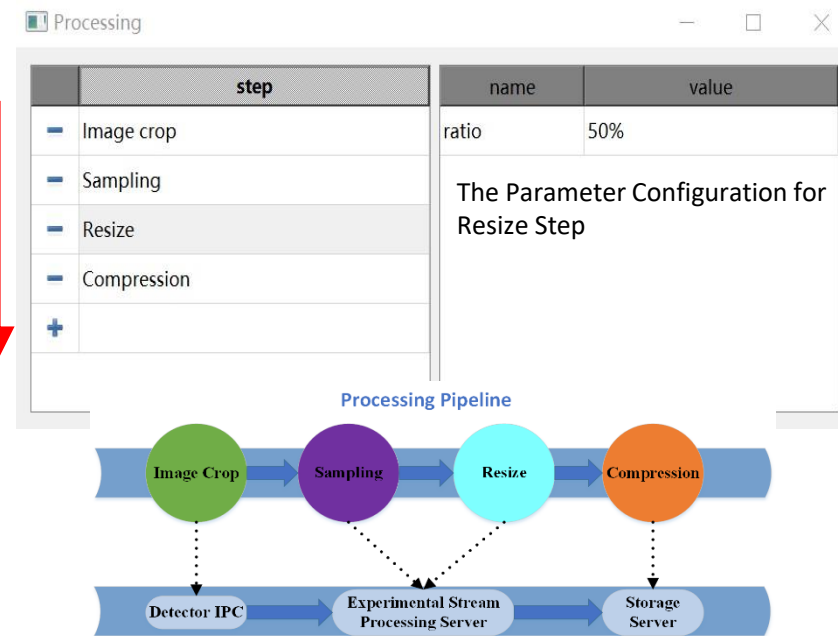 Processing
step
name value
Image crop
ratio 50%
Sampling
The Parameter Configuration for
Resize Step
Resize
Compression
Processing Pipeline
Image Crop Sampling Resize Compression
Detector IPC
Experimental Stream
Processing Server
Storage
Server